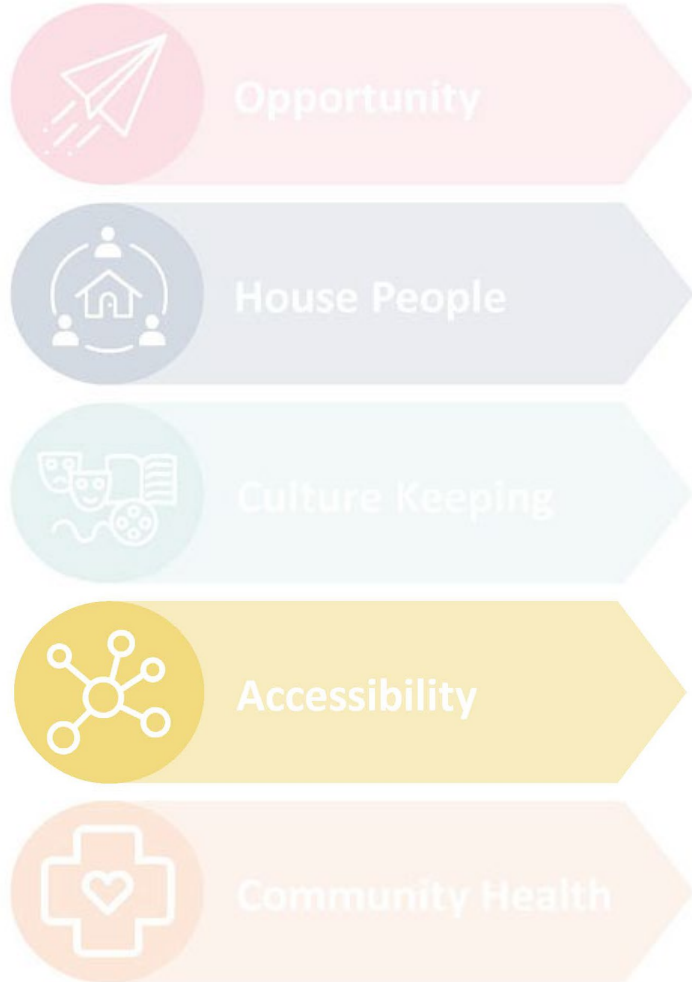 Opportunity
House People
Culture Keeping
Accessibility
Community Health